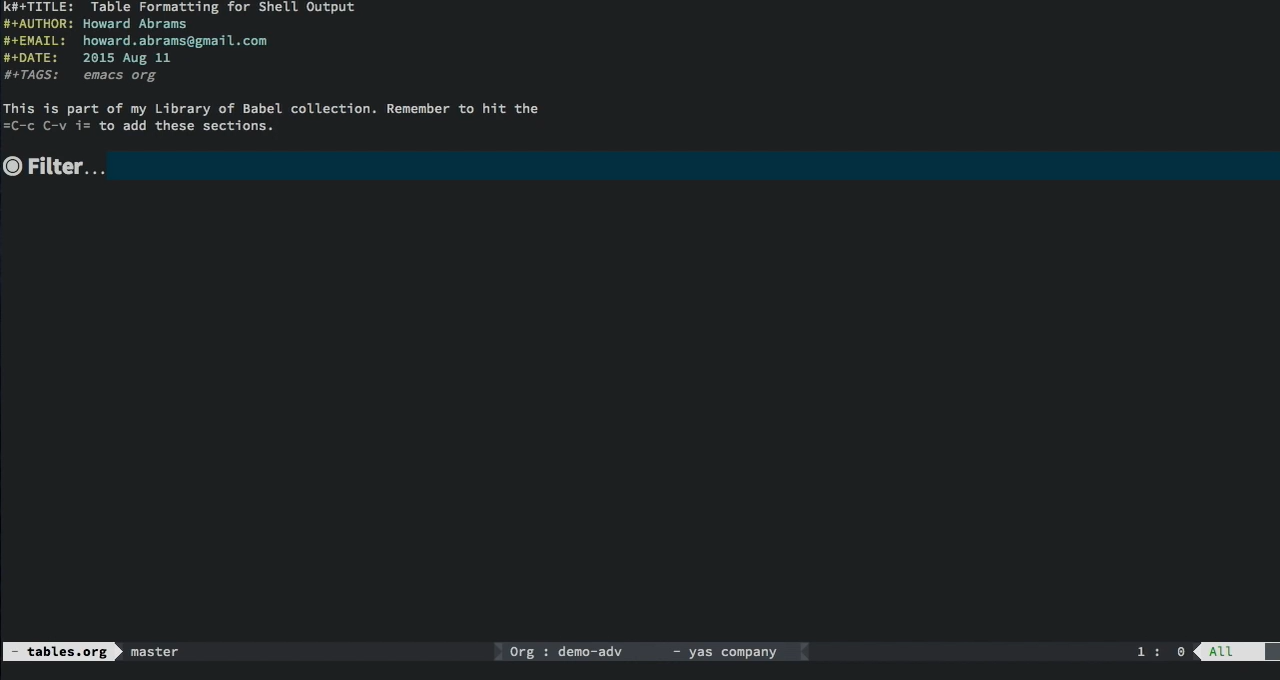 k#+TITLE:  Table Formatting for Shell Output
#+AUTHOR: Howard Abrams
#+EMAIL:  howard.abrams@gmail.com
#+DATE:   2015 Aug 11
#+TAGS:   emacs org
This is part of my Library of Babel collection. Remember to hit the
=C-c C-v i= to add these sections.
◉ Filter...
- tables.org master Org : demo-adv - yas company 1 : 0 All